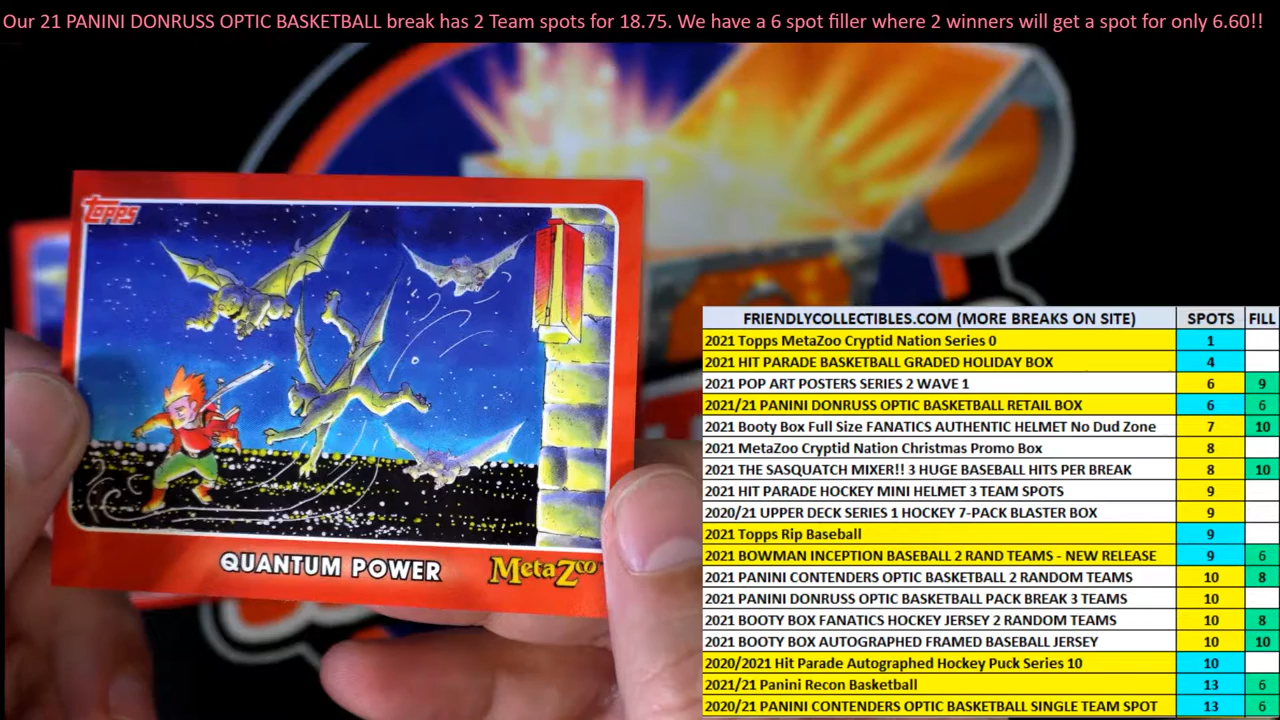 Our 21 PANINI DONRUSS OPTIC BASKETBALL break has 2 Team spots for 18.75. We have a 6 spot filler where 2 winners will get a spot for only 6.60!!
topps
QUANTUM POWER
MetaZoo
FRIENDLYCOLLECTIBLES.COM (MORE BREAKS ON SITE) SPOTS FILL
2021 Topps MetaZoo Cryptid Nation Series 0 1
2021 HIT PARADE BASKETBALL GRADED HOLIDAY BOX 4
2021 POP ART POSTERS SERIES 2 WAVE 1 6 9
2021/21 PANINI DONRUSS OPTIC BASKETBALL RETAIL BOX 6 6
2021 Booty Box Full Size FANATICS AUTHENTIC HELMET No Dud Zone 7 10
2021 MetaZoo Cryptid Nation Christmas Promo Box 8
2021 THE SASQUATCH MIXER!! 3 HUGE BASEBALL HITS PER BREAK 8 10
2021 HIT PARADE HOCKEY MINI HELMET 3 TEAM SPOTS 9
2020/21 UPPER DECK SERIES 1 HOCKEY 7-PACK BLASTER BOX 9
2021 Topps Rip Baseball 9
2021 BOWMAN INCEPTION BASEBALL 2 RAND TEAMS - NEW RELEASE 9 6
2021 PANINI CONTENDERS OPTIC BASKETBALL 2 RANDOM TEAMS 10 8
2021 PANINI DONRUSS OPTIC BASKETBALL PACK BREAK 3 TEAMS 10
2021 BOOTY BOX FANATICS HOCKEY JERSEY 2 RANDOM TEAMS 10 8
2021 BOOTY BOX AUTOGRAPHED FRAMED BASEBALL JERSEY 10 10
2020/2021 Hit Parade Autographed Hockey Puck Series 10 10
2021/21 Panini Recon Basketball 13 6
2020/21 PANINI CONTENDERS OPTIC BASKETBALL SINGLE TEAM SPOT 13 6